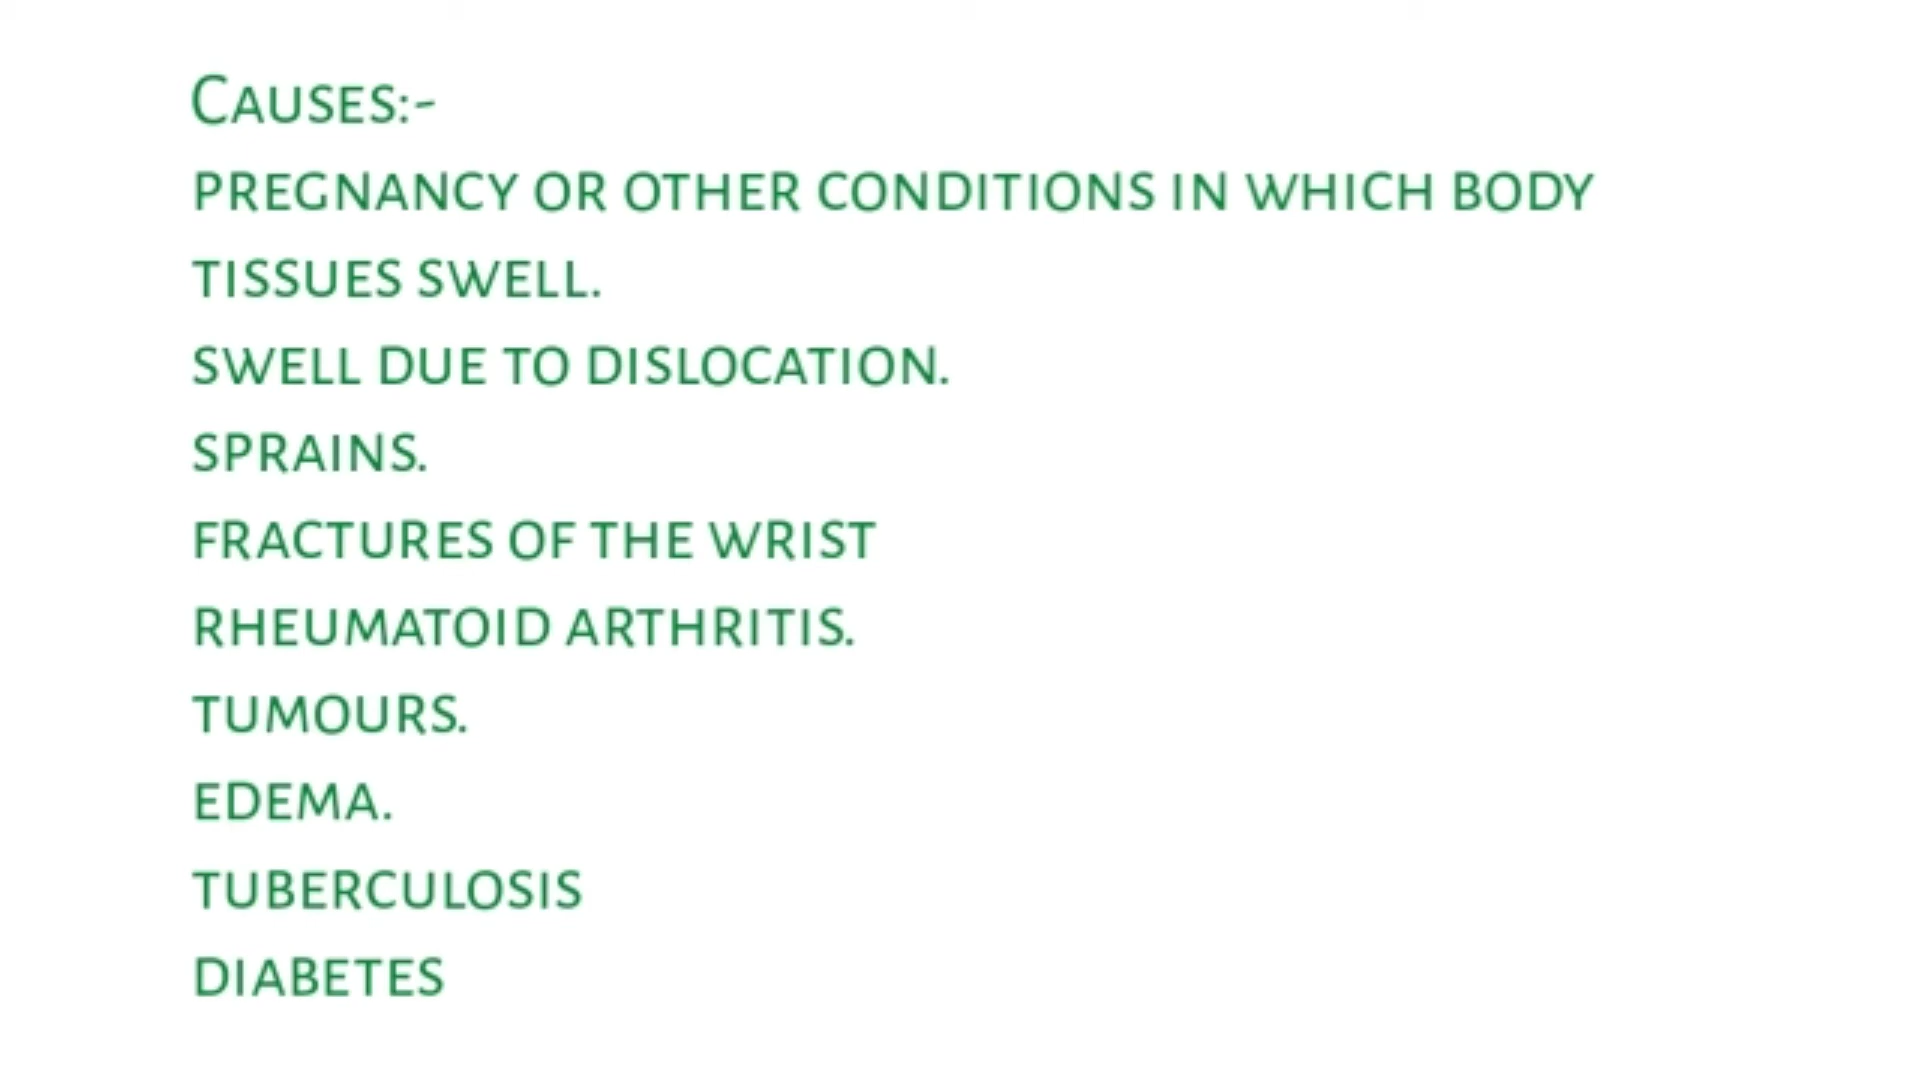 Causes:-
PREGNANCY OR OTHER CONDITIONS IN WHICH BODY
TISSUES SWELL.
SWELL DUE TO DISLOCATION.
SPRAINS.
FRACTURES OF THE WRIST
RHEUMATOID ARTHRITIS.
TUMOURS.
EDEMA.
TUBERCULOSIS
DIABETES